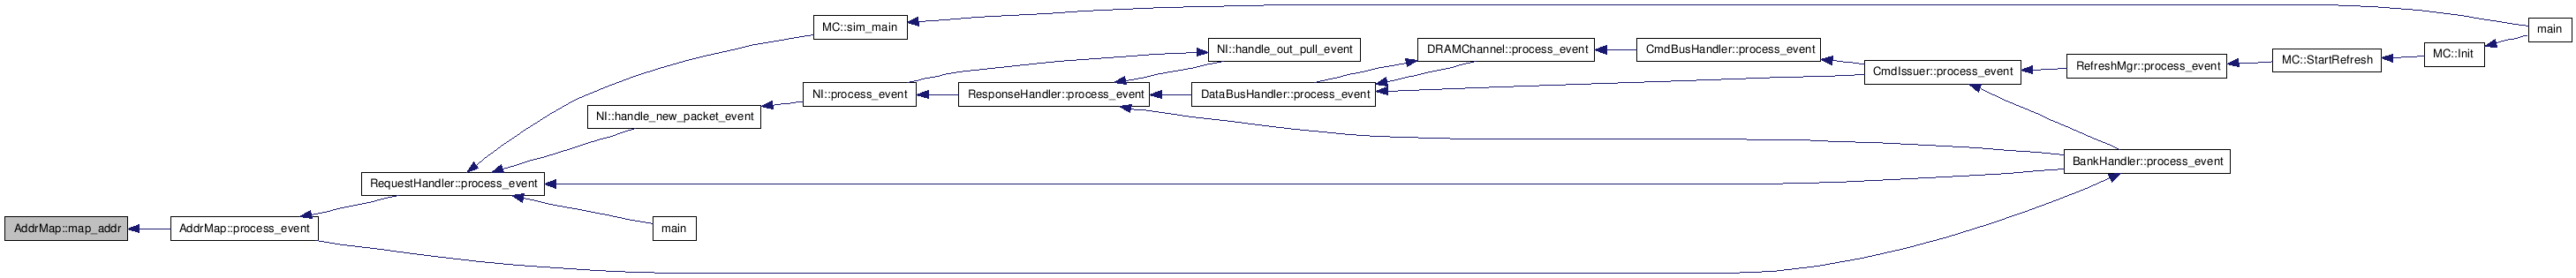 MC::sim_main
main
NI::handle_out_pull_event
DRAMChannel::process_event
CmdBusHandler::process_event
MC::Init
MC::StartRefresh
RefreshMgr::process_event
CmdIssuer::process_event
NI::process_event
ResponseHandler::process_event
DataBusHandler::process_event
NI::handle_new_packet_event
BankHandler::process_event
RequestHandler::process_event
AddrMap::map_addr
AddrMap::process_event
main